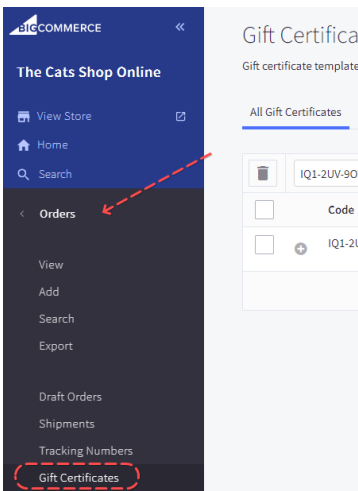 BIGCOMMERCE
The Cats Shop Online
View Store
Home
Search
Orders
View
Add
Search
Export
Draft Orders
Shipments
Tracking Numbers
Gift Certificates
Gift Certifica
Gift certificate template
All Gift Certificates
IQ1-2UV-9O
Code
IQ1-2U